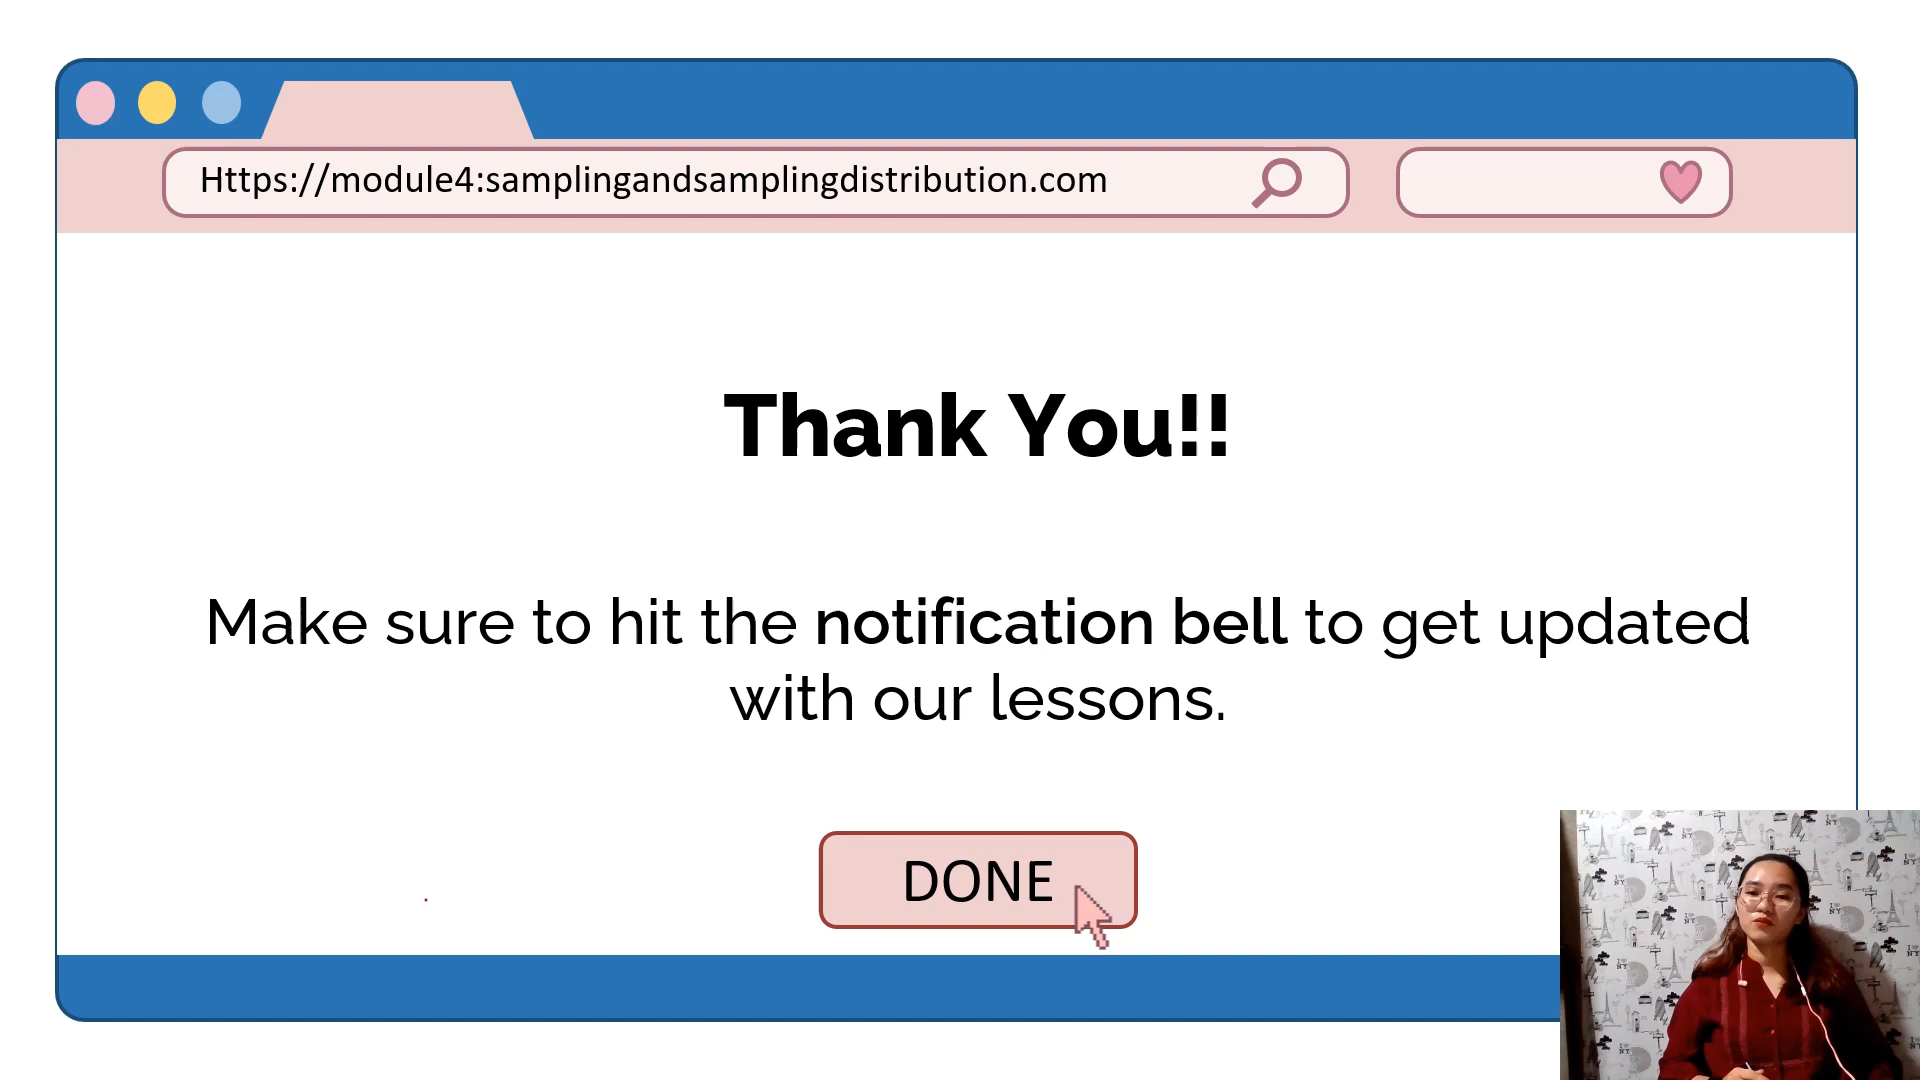 Https://module4:samplingandsamplingdistribution.com
Thank You!!
Make sure to hit the notification bell to get updated
with our lessons.
DONE